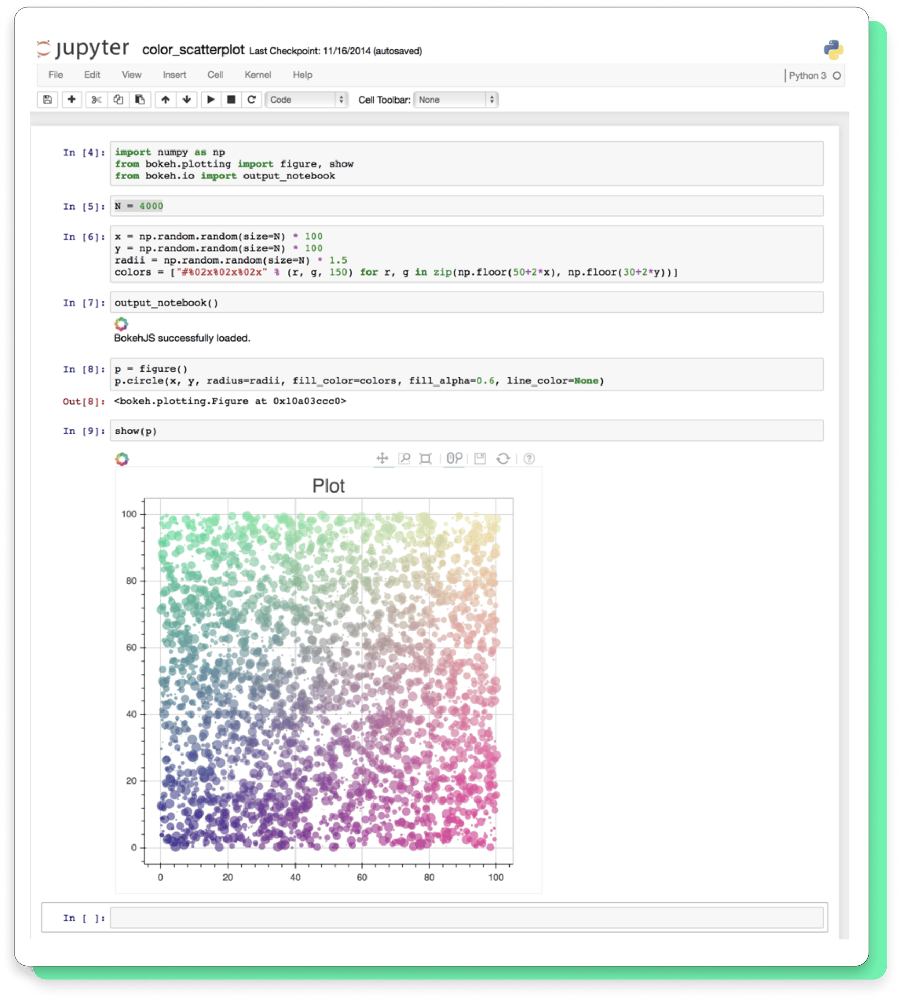 jupyter color_scatterplot Last Checkpoint: 11/16/2014 (autosaved)
File Edit View Insert Cell Kernel Help Python 3
Code Cell Toolbar: None
In [4]: import numpy as np
from bokeh.plotting import figure, show
from bokeh.io import output_notebook
In [5]: N = 4000
In [6]: x = np.random.random(size=N) * 100
y = np.random.random(size=N) * 100
radii = np.random.random(size=N) * 1.5
colors = ["#%02x%02x%02x" % (r, g, 150) for r, g in zip(np.floor(50+2*x), np.floor(30+2*y))]
In [7]: output_notebook()
BokehJS successfully loaded.
In [8]: p = figure()
p.circle(x, y, radius=radii, fill_color=colors, fill_alpha=0.6, line_color=None)
Out[8]: <bokeh.plotting.Figure at 0x10a03ccc0>
In [9]: show(p)
?
Plot
100
80
60
40
20
0
0 20 40 60 80 100
In [ ]: